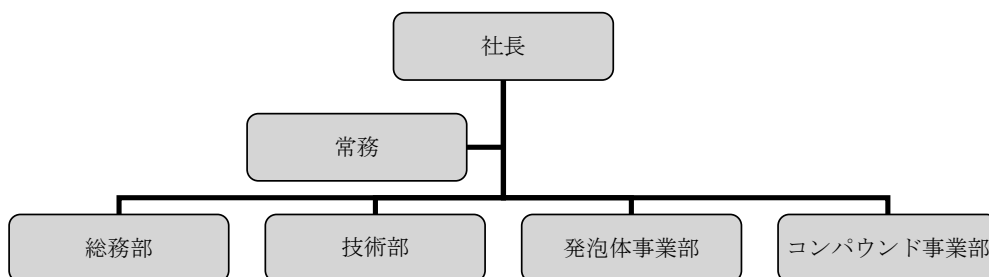 社長
常務
総務部
技術部
発泡体事業部
コンパウンド事業部